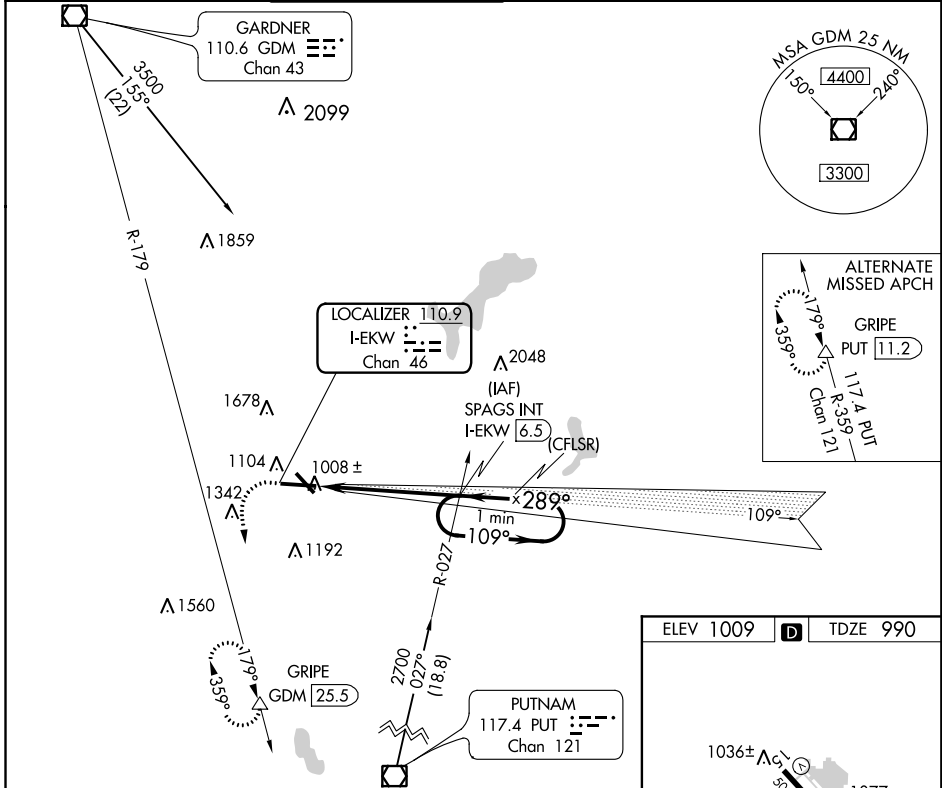 GARDNER
110.6 GDM
Chan 43
3500
155°
(22)
2099
MSA GDM 25 NM
150°
4400
240°
3300
R-179
1859
LOCALIZER 110.9
I-EKW
Chan 46
2048
(IAF)
SPAGS INT
I-EKW 6.5
(CFLSR)
ALTERNATE
MISSED APCH
179°
359°
GRIPE
PUT 11.2
117.4 PUT
R-359
Chan 121
1678
1104
1008 ±
1342
x 289°
1 min
109°
109°
1192
R-027
1560
179°
359°
GRIPE
GDM 25.5
2700
027°
(18.8)
PUTNAM
117.4 PUT
Chan 121
ELEV 1009 D TDZE 990
1036±
V
15
50
1077